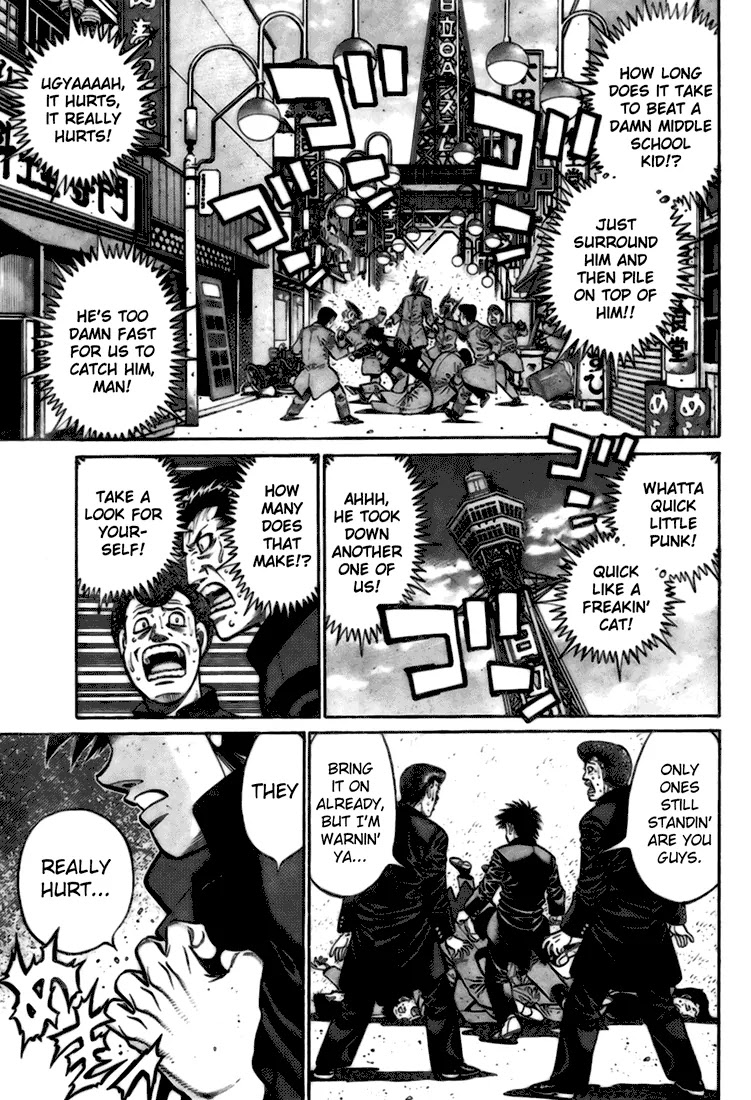 HOW LONG
DOES IT TAKE
TO BEAT A
DAMN MIDDLE
SCHOOL
KID!?
JUST
SURROUND
HIM AND
THEN PILE
ON TOP OF
HIM!!
UGYAAAAH,
IT HURTS,
IT REALLY
HURTS!
HE'S TOO
DAMN FAST
FOR US TO
CATCH HIM,
MAN!
WHATTA
QUICK
LITTLE
PUNK!
QUICK
LIKE A
FREAKIN'
CAT!
AHHH,
HE TOOK
DOWN
ANOTHER
ONE OF
US!
HOW
MANY
DOES
THAT
MAKE!?
TAKE A
LOOK FOR
YOUR-
SELF!
ONLY
ONES
STILL
STANDIN'
ARE YOU
GUYS.
BRING
IT ON
ALREADY,
BUT I'M
WARNIN'
YA...
THEY
REALLY
HURT...